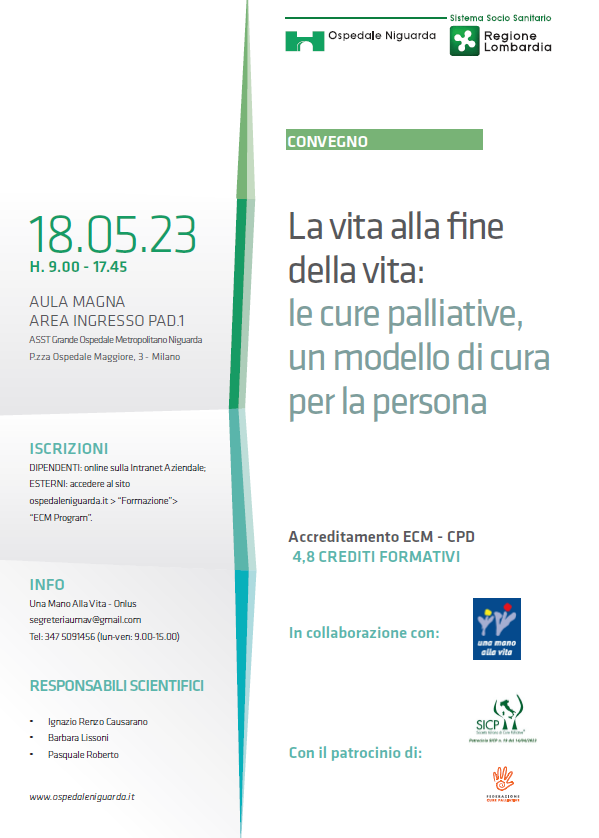 Sistema Socio Sanitario
Ospedale Niguarda
Regione
Lombardia
CONVEGNO
18.05.23
H. 9.00 - 17.45
AULA MAGNA
AREA INGRESSO PAD.1
ASST Grande Ospedale Metropolitano Niguarda
P.zza Ospedale Maggiore, 3 - Milano
La vita alla fine
della vita:
le cure palliative,
un modello di cura
per la persona
ISCRIZIONI
DIPENDENTI: online sulla Intranet Aziendale;
ESTERNI: accedere al sito
ospedaleniguarda.it > “Formazione”>
“ECM Program”.
Accreditamento ECM - CPD
4,8 CREDITI FORMATIVI
INFO
Una Mano Alla Vita - Onlus
segreteriaumav@gmail.com
Tel: 347 5091456 (lun-ven: 9.00-15.00)
In collaborazione con:
una mano
alla vita
RESPONSABILI SCIENTIFICI
• Ignazio Renzo Causarano
• Barbara Lissoni
• Pasquale Roberto
SICP
Con il patrocinio di:
FEDERAZIONE
CURE PALLIATIVE
www.ospedaleniguarda.it